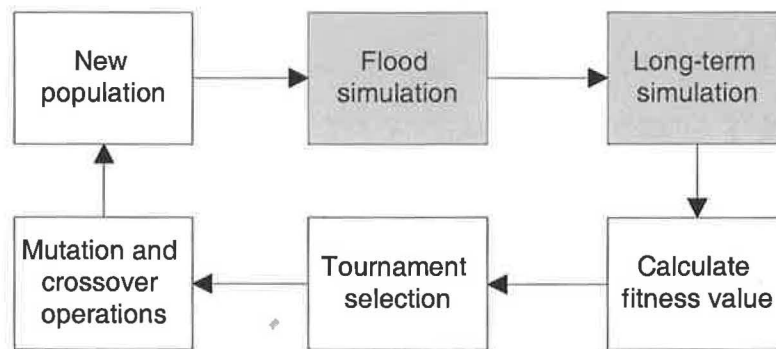 New
population
Flood
simulation
Long-term
simulation
Mutation and
crossover
operations
Tournament
selection
Calculate
fitness value